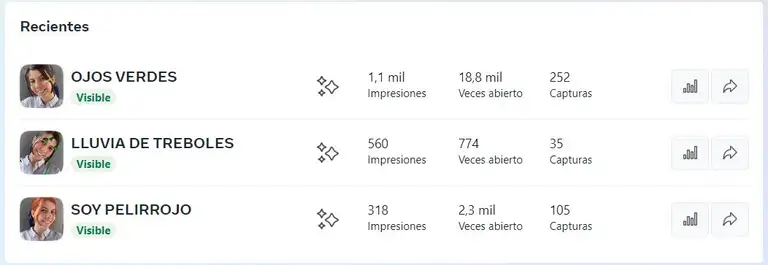 Recientes
OJOS VERDES
Visible
1,1 mil
Impresiones
18,8 mil
Veces abierto
252
Capturas
LLUVIA DE TREBOLES
Visible
560
Impresiones
774
Veces abierto
35
Capturas
SOY PELIRROJO
Visible
318
Impresiones
2,3 mil
Veces abierto
105
Capturas